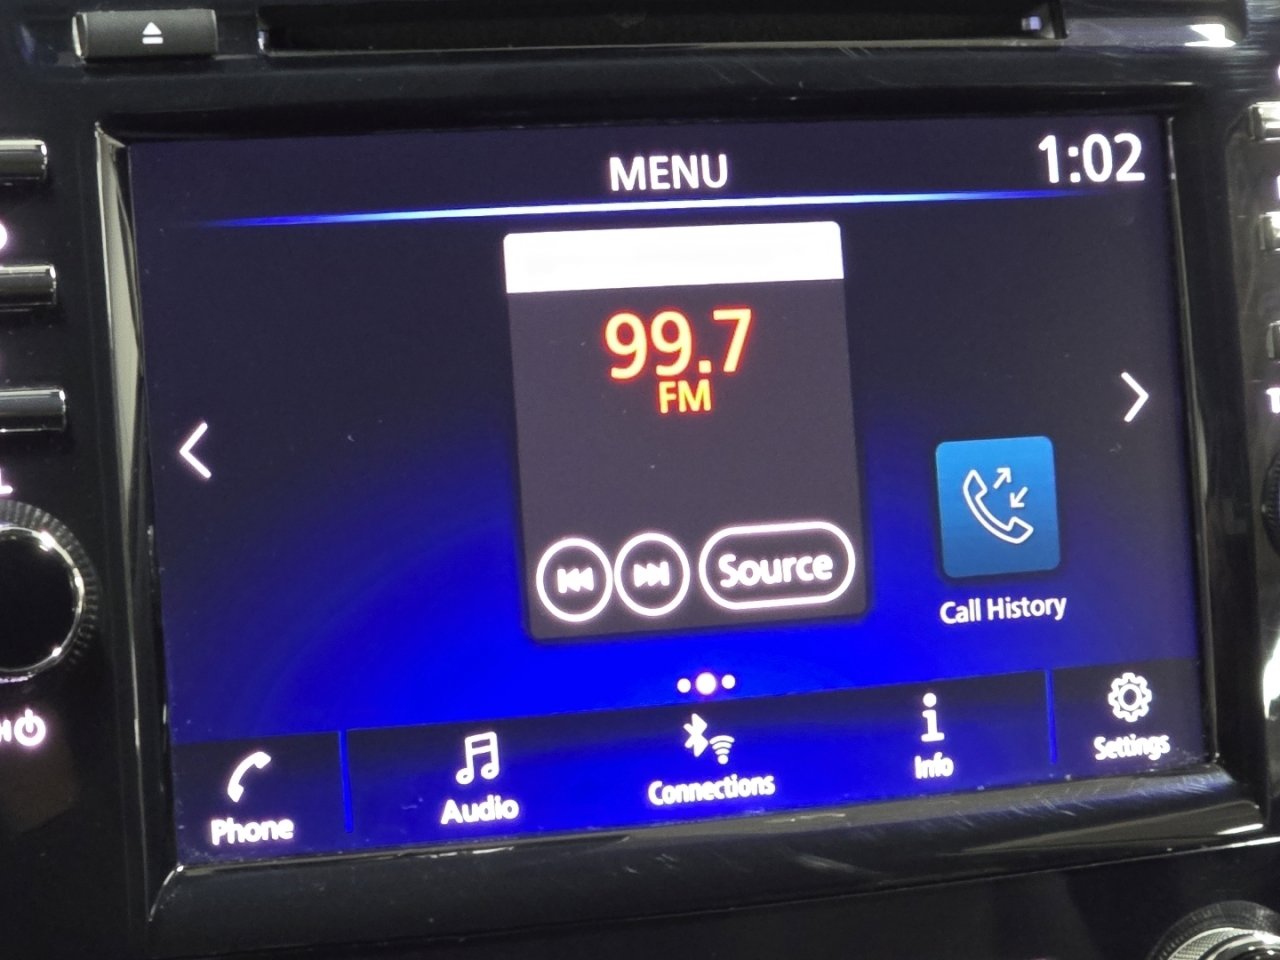 MENU
1:02
99.7
FM
Source
Call History
Phone
Audio
Connections
Info
Settings